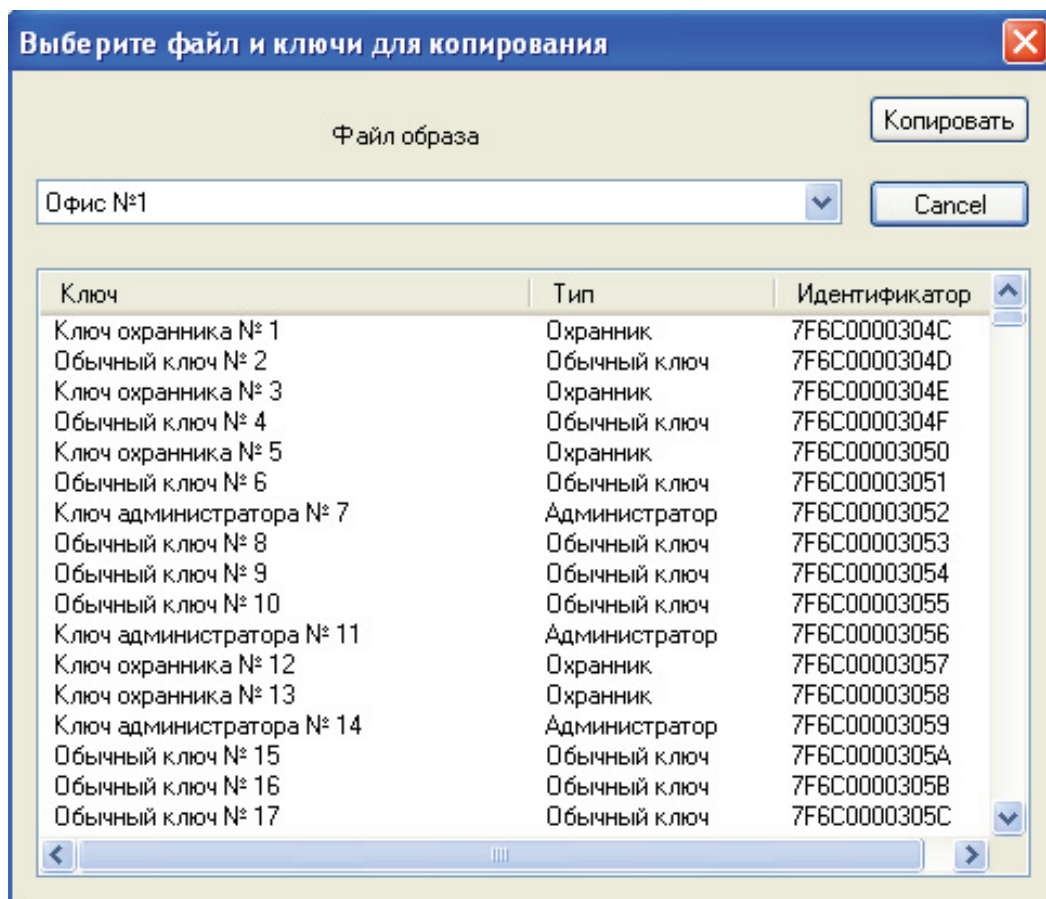 Выберите файл и ключи для копирования
Файл образа
Копировать
Офис №1
Cancel
Ключ Тип Идентификатор
Ключ охранника № 1 Охранник 7F6C0000304C
Обычный ключ № 2 Обычный ключ 7F6C0000304D
Ключ охранника № 3 Охранник 7F6C0000304E
Обычный ключ № 4 Обычный ключ 7F6C0000304F
Ключ охранника № 5 Охранник 7F6C00003050
Обычный ключ № 6 Обычный ключ 7F6C00003051
Ключ администратора № 7 Администратор 7F6C00003052
Обычный ключ № 8 Обычный ключ 7F6C00003053
Обычный ключ № 9 Обычный ключ 7F6C00003054
Обычный ключ № 10 Обычный ключ 7F6C00003055
Ключ администратора № 11 Администратор 7F6C00003056
Ключ охранника № 12 Охранник 7F6C00003057
Ключ охранника № 13 Охранник 7F6C00003058
Ключ администратора № 14 Администратор 7F6C00003059
Обычный ключ № 15 Обычный ключ 7F6C0000305A
Обычный ключ № 16 Обычный ключ 7F6C0000305B
Обычный ключ № 17 Обычный ключ 7F6C0000305C